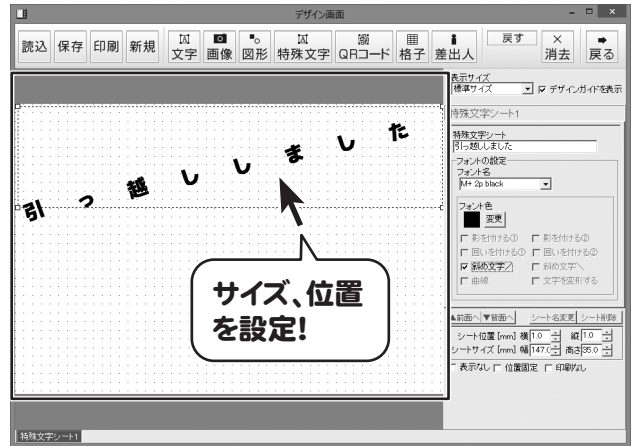 デザイン画面
読込 保存 印刷 新規 文字 画像 図形 特殊文字 QRコード 格子 差出人 戻す 消去 戻る
表示サイズ
標準サイズ デザインガイドを表示
特殊文字シート1
特殊文字シート
引っ越ししました
フォントの設定
フォント名
M+ 2p black
フォント色
変更
影を付ける① 影を付ける②
囲いを付ける① 囲いを付ける②
斜め文字／ 斜め文字＼
曲線 文字を変形する
▲前面へ ▼背面へ シート名変更 シート削除
シート位置 [mm] 横 1.0 縦 1.0
シートサイズ [mm] 幅 147.0 高さ 35.0
表示なし 位置固定 印刷なし
引っ越ししました
サイズ、位置
を設定!
特殊文字シート1